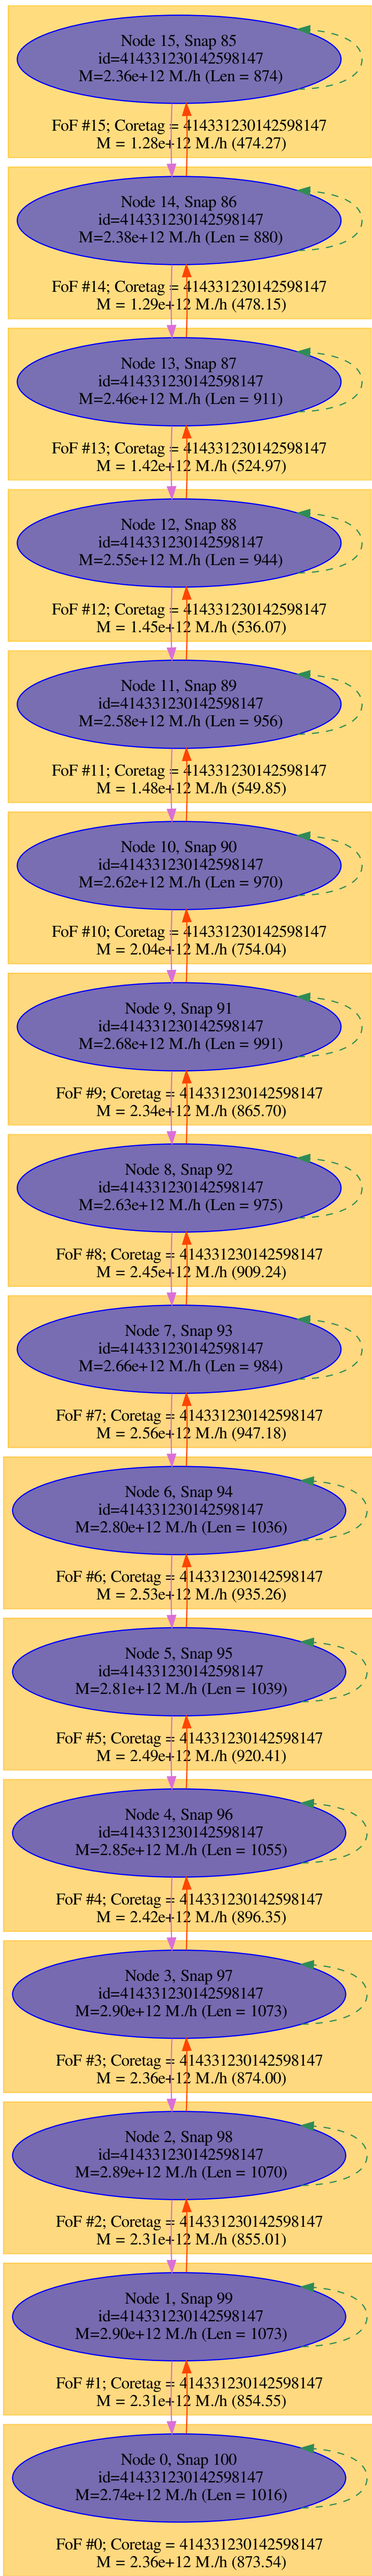 Node 15, Snap 85
id=414331230142598147
M=2.36e+12 M./h (Len = 874)
FoF #15; Coretag = 414331230142598147
M = 1.28e+12 M./h (474.27)
Node 14, Snap 86
id=414331230142598147
M=2.38e+12 M./h (Len = 880)
FoF #14; Coretag = 414331230142598147
M = 1.29e+12 M./h (478.15)
Node 13, Snap 87
id=414331230142598147
M=2.46e+12 M./h (Len = 911)
FoF #13; Coretag = 414331230142598147
M = 1.42e+12 M./h (524.97)
Node 12, Snap 88
id=414331230142598147
M=2.55e+12 M./h (Len = 944)
FoF #12; Coretag = 414331230142598147
M = 1.45e+12 M./h (536.07)
Node 11, Snap 89
id=414331230142598147
M=2.58e+12 M./h (Len = 956)
FoF #11; Coretag = 414331230142598147
M = 1.48e+12 M./h (549.85)
Node 10, Snap 90
id=414331230142598147
M=2.62e+12 M./h (Len = 970)
FoF #10; Coretag = 414331230142598147
M = 2.04e+12 M./h (754.04)
Node 9, Snap 91
id=414331230142598147
M=2.68e+12 M./h (Len = 991)
FoF #9; Coretag = 414331230142598147
M = 2.34e+12 M./h (865.70)
Node 8, Snap 92
id=414331230142598147
M=2.63e+12 M./h (Len = 975)
FoF #8; Coretag = 414331230142598147
M = 2.45e+12 M./h (909.24)
Node 7, Snap 93
id=414331230142598147
M=2.66e+12 M./h (Len = 984)
FoF #7; Coretag = 414331230142598147
M = 2.56e+12 M./h (947.18)
Node 6, Snap 94
id=414331230142598147
M=2.80e+12 M./h (Len = 1036)
FoF #6; Coretag = 414331230142598147
M = 2.53e+12 M./h (935.26)
Node 5, Snap 95
id=414331230142598147
M=2.81e+12 M./h (Len = 1039)
FoF #5; Coretag = 414331230142598147
M = 2.49e+12 M./h (920.41)
Node 4, Snap 96
id=414331230142598147
M=2.85e+12 M./h (Len = 1055)
FoF #4; Coretag = 414331230142598147
M = 2.42e+12 M./h (896.35)
Node 3, Snap 97
id=414331230142598147
M=2.90e+12 M./h (Len = 1073)
FoF #3; Coretag = 414331230142598147
M = 2.36e+12 M./h (874.00)
Node 2, Snap 98
id=414331230142598147
M=2.89e+12 M./h (Len = 1070)
FoF #2; Coretag = 414331230142598147
M = 2.31e+12 M./h (855.01)
Node 1, Snap 99
id=414331230142598147
M=2.90e+12 M./h (Len = 1073)
FoF #1; Coretag = 414331230142598147
M = 2.31e+12 M./h (854.55)
Node 0, Snap 100
id=414331230142598147
M=2.74e+12 M./h (Len = 1016)
FoF #0; Coretag = 414331230142598147
M = 2.36e+12 M./h (873.54)